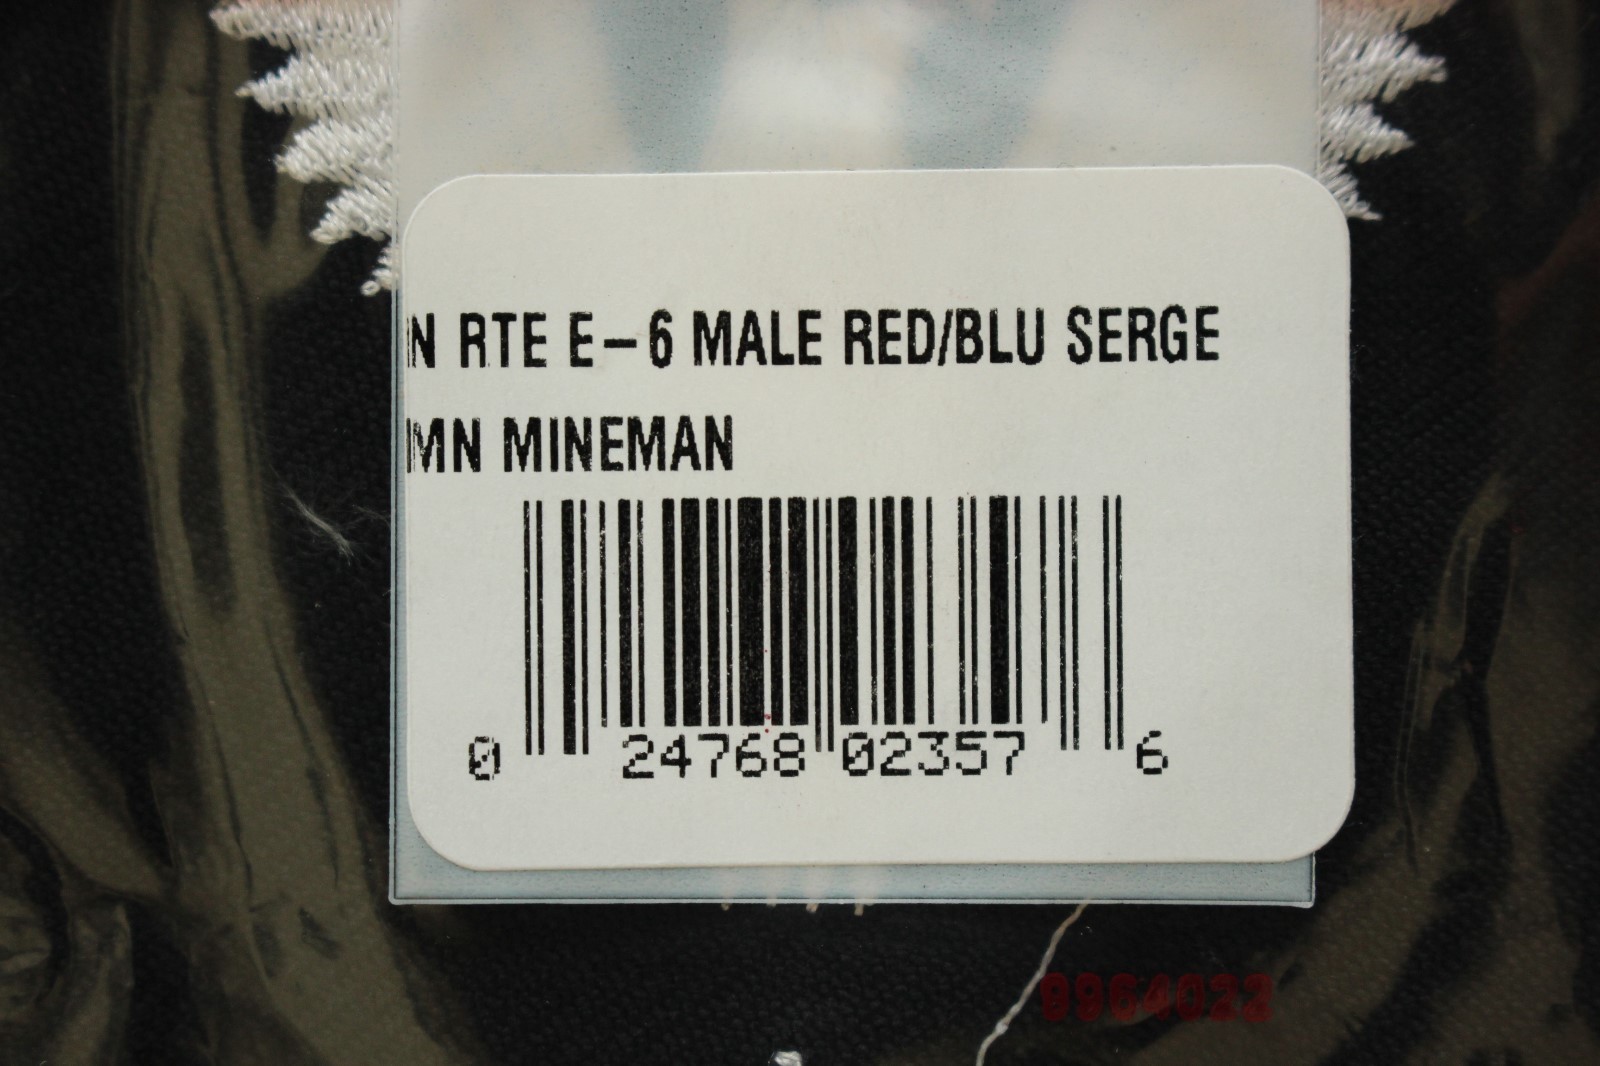 N RTE E-6 MALE RED/BLU SERGE
MN MINEMAN
0 24768 02357 6
9964022